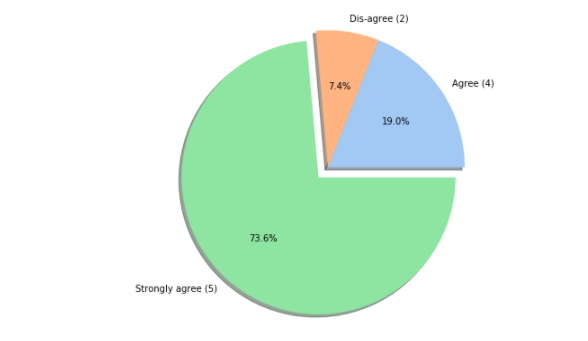 Dis-agree (2)
Agree (4)
7.4%
19.0%
73.6%
Strongly agree (5)